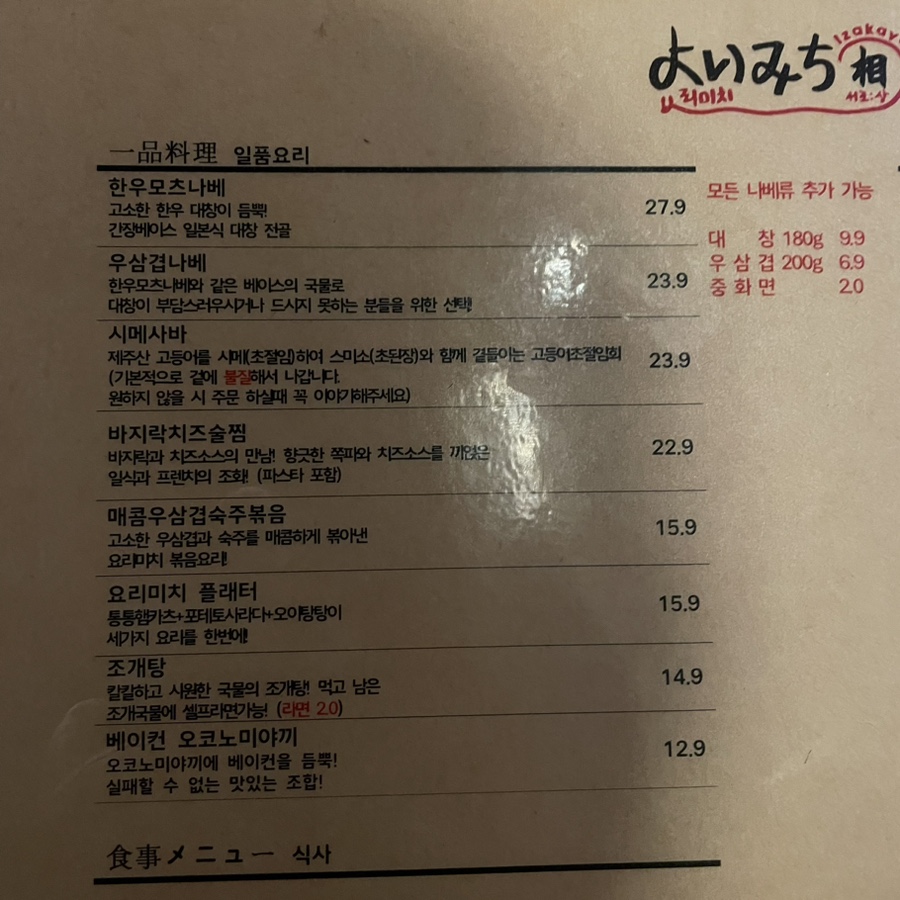 よいみち 相
Izakaya
요리미치
서로:상
一品料理 일품요리
한우모츠나베
고소한 한우 대창이 듬뿍!
간장베이스 일본식 대창 전골
27.9
우삼겹나베
한우모츠나베와 같은 베이스의 국물로
대창이 부담스러우시거나 드시지 못하는 분들을 위한 선택!
23.9
시메사바
제주산 고등어를 시메(초절임)하여 스미소(초된장)와 함께 곁들이는 고등어초절임회
(기본적으로 겉에 불질해서 나갑니다.
원하지 않을 시 주문 하실때 꼭 이야기해주세요)
23.9
바지락치즈술찜
바지락과 치즈소스의 만남! 향긋한 쪽파와 치즈소스를 끼얹은
일식과 프렌치의 조화! (파스타 포함)
22.9
매콤우삼겹숙주볶음
고소한 우삼겹과 숙주를 매콤하게 볶아낸
요리미치 볶음요리!
15.9
요리미치 플래터
통통햄카츠+포테토사라다+오이탕탕이
세가지 요리를 한번에!
15.9
조개탕
칼칼하고 시원한 국물의 조개탕! 먹고 남은
조개국물에 셀프라면가능! (라면 2.0)
14.9
베이컨 오코노미야끼
오코노미야끼에 베이컨을 듬뿍!
실패할 수 없는 맛있는 조합!
12.9
모든 나베류 추가 가능
대 창 180g 9.9
우 삼 겹 200g 6.9
중 화 면 2.0
食事メニュー 식사